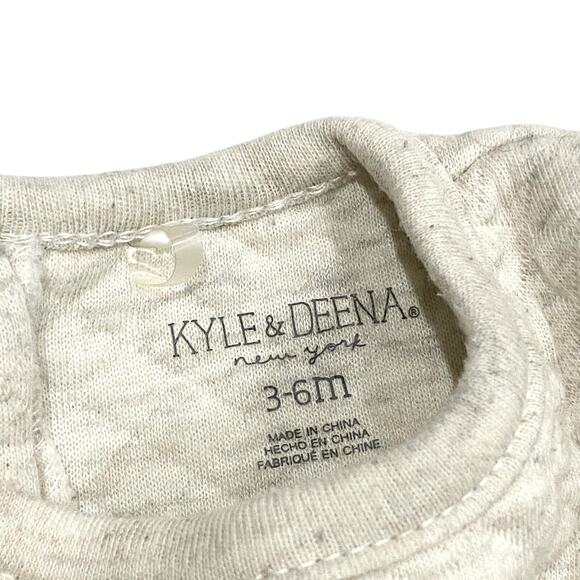 KYLE & DEENA®
new york
3-6m
MADE IN CHINA
HECHO EN CHINA
FABRIQUÉ EN CHINE